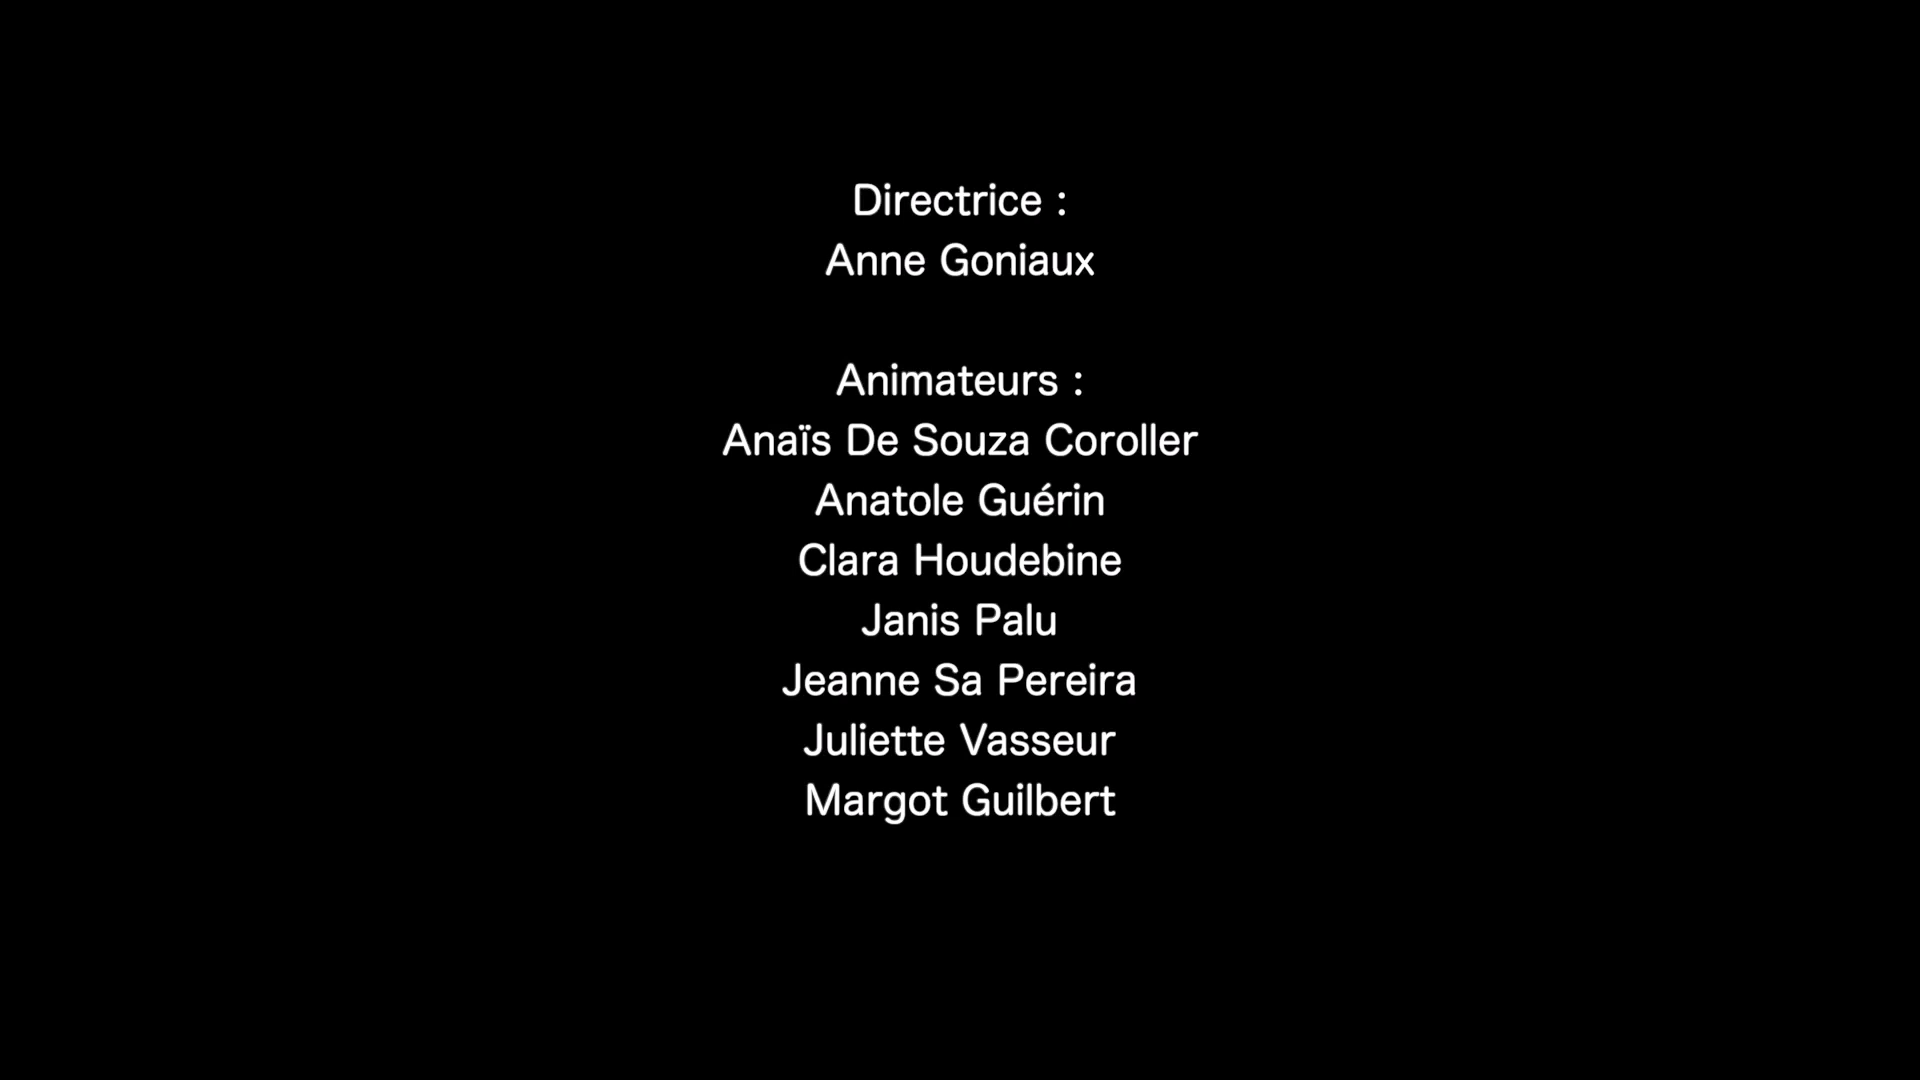 Directrice :
Anne Goniaux
Animateurs :
Anaïs De Souza Coroller
Anatole Guérin
Clara Houdebine
Janis Palu
Jeanne Sa Pereira
Juliette Vasseur
Margot Guilbert